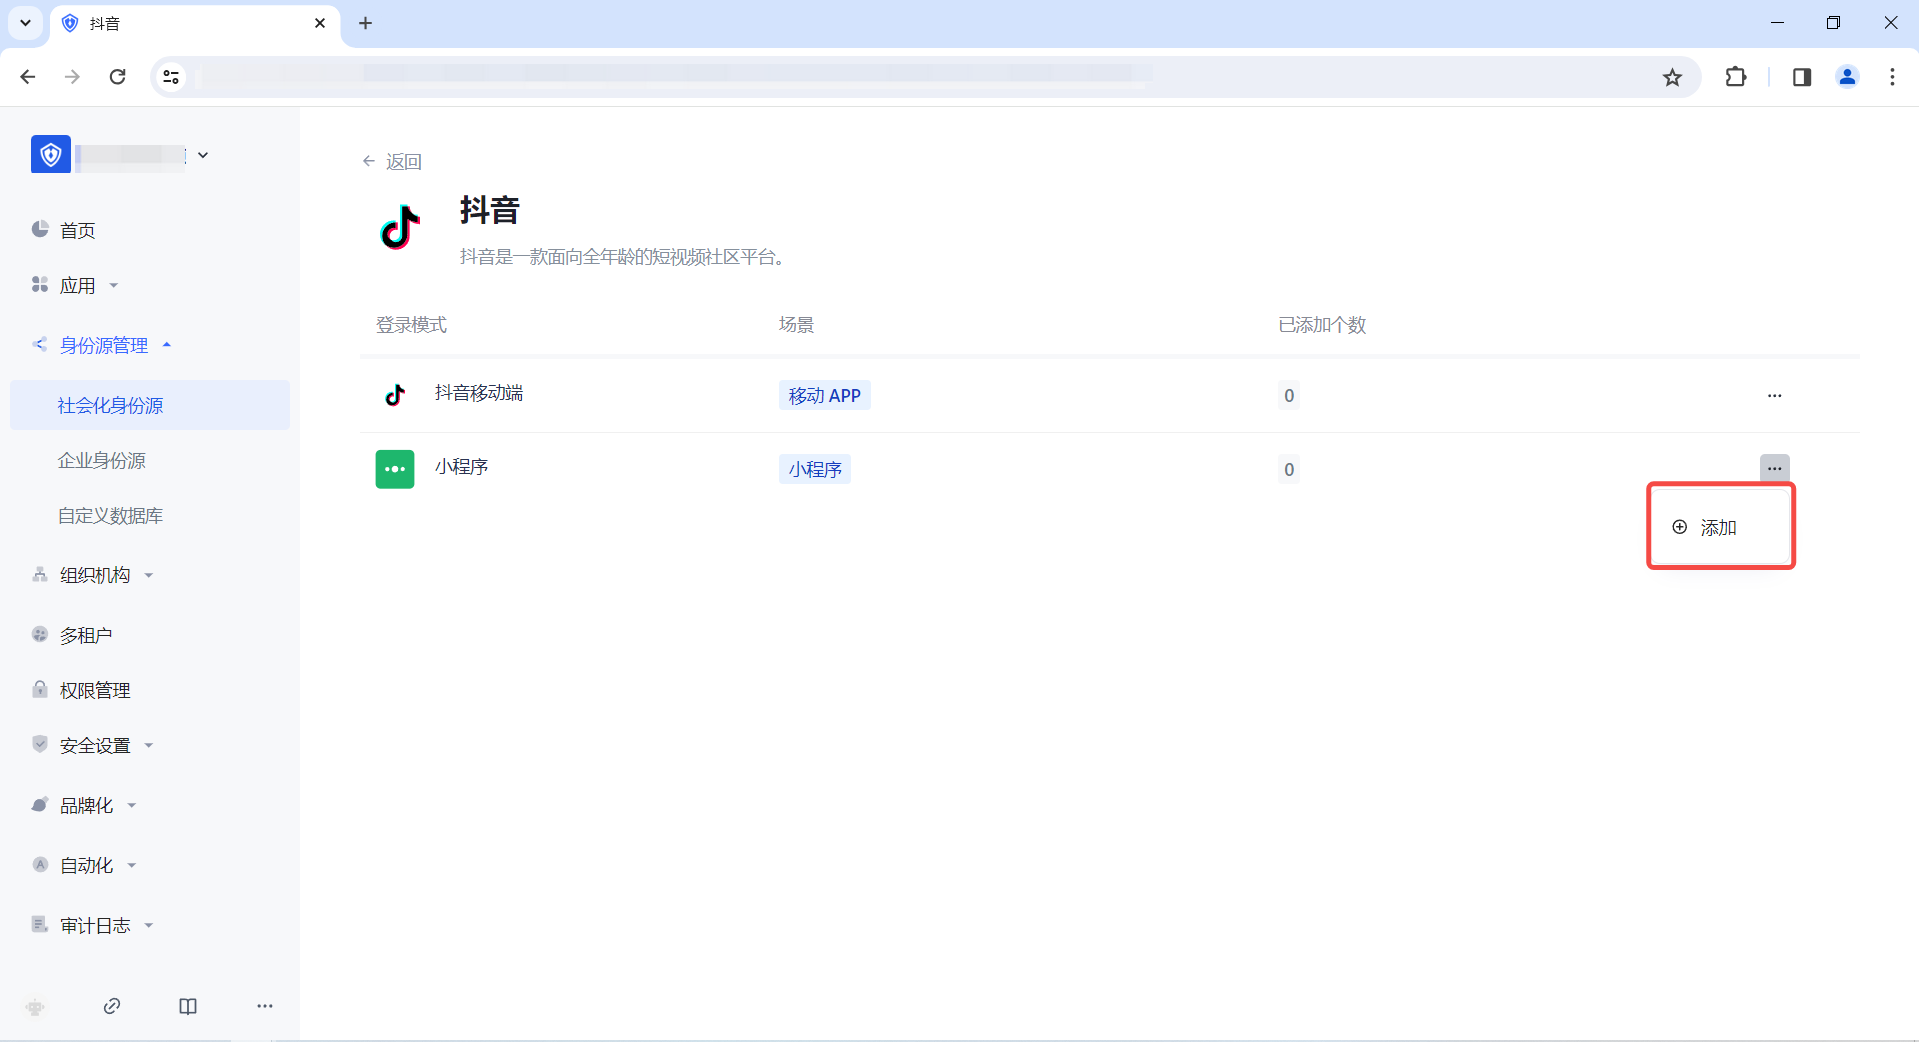 抖音
首页
应用
身份源管理
社会化身份源
企业身份源
自定义数据库
组织机构
多租户
权限管理
安全设置
品牌化
自动化
审计日志
返回
抖音
抖音是一款面向全年龄的短视频社区平台。
登录模式 场景 已添加个数
抖音移动端 移动 APP 0
小程序 小程序 0
添加